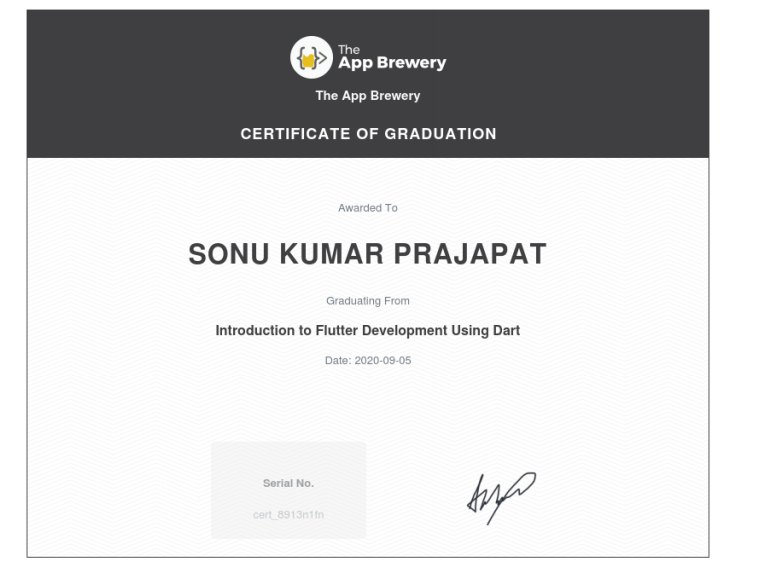 The
App Brewery
The App Brewery
CERTIFICATE OF GRADUATION
Awarded To
SONU KUMAR PRAJAPAT
Graduating From
Introduction to Flutter Development Using Dart
Date: 2020-09-05
Serial No.